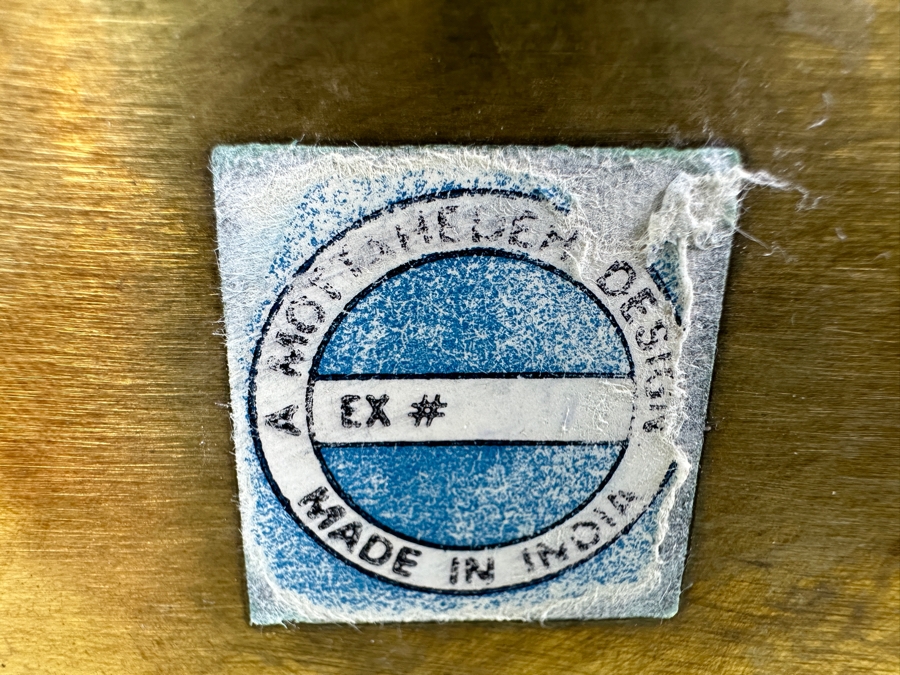 A MOTTAHEDEH DESIGN
EX #
MADE IN INDIA